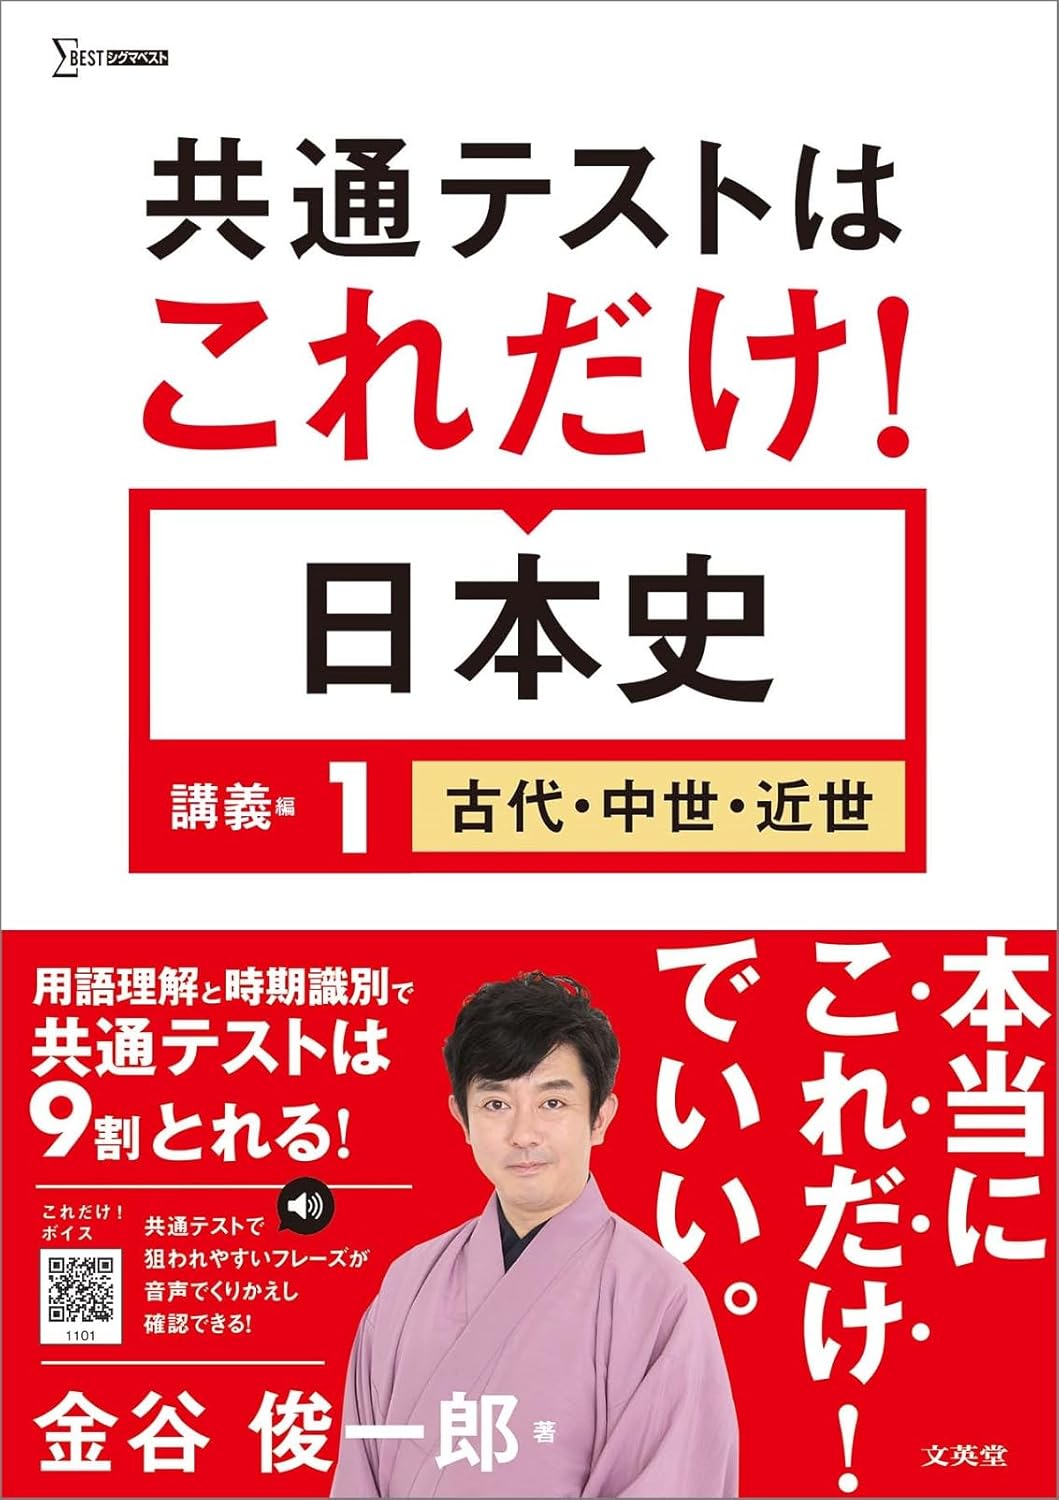 ΣBEST シグマベスト
共通テストは
これだけ!
日本史
講義編 1 古代・中世・近世
用語理解と時期識別で
共通テストは
9割とれる!
これだけ!
ボイス
1101
共通テストで
狙われやすいフレーズが
音声でくりかえし
確認できる!
金谷 俊一郎 著
本当に
これだけ!
でいい。
文英堂